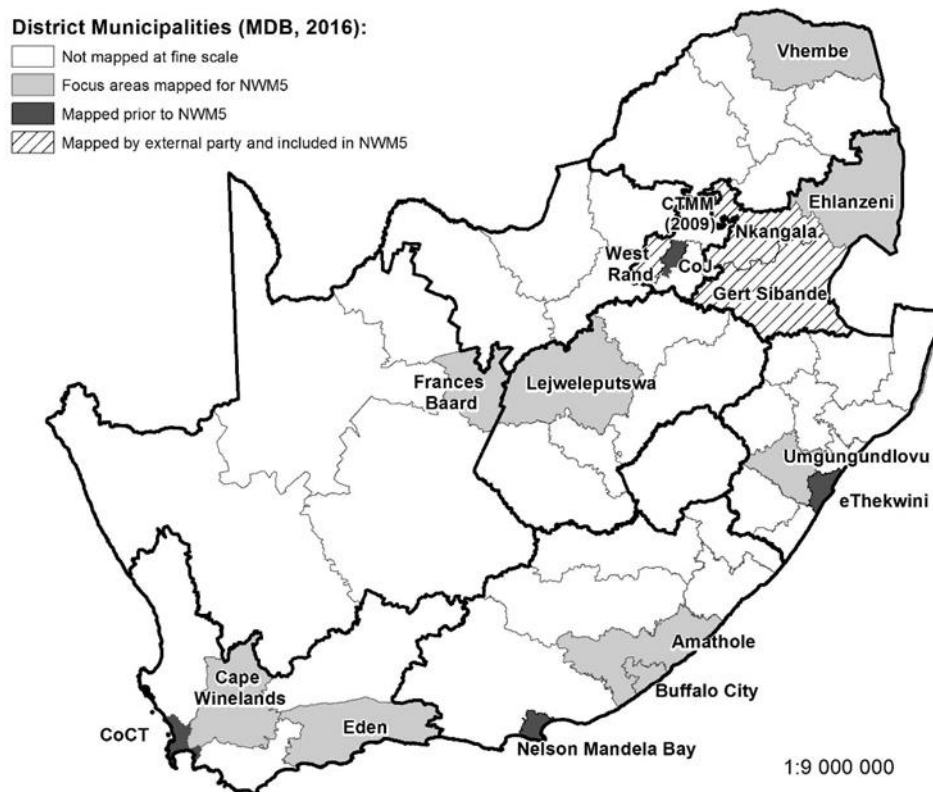 District Municipalities (MDB, 2016):
Not mapped at fine scale
Focus areas mapped for NWM5
Mapped prior to NWM5
Mapped by external party and included in NWM5
Vhembe
Ehlanzeni
CTMM
(2009)
Nkangala
West
Rand
CoJ
Gert Sibande
Frances
Baard
Lejweleputswa
Umgungundlovu
eThekwini
Amathole
Buffalo City
Cape
Winelands
Eden
CoCT
Nelson Mandela Bay
1:9 000 000